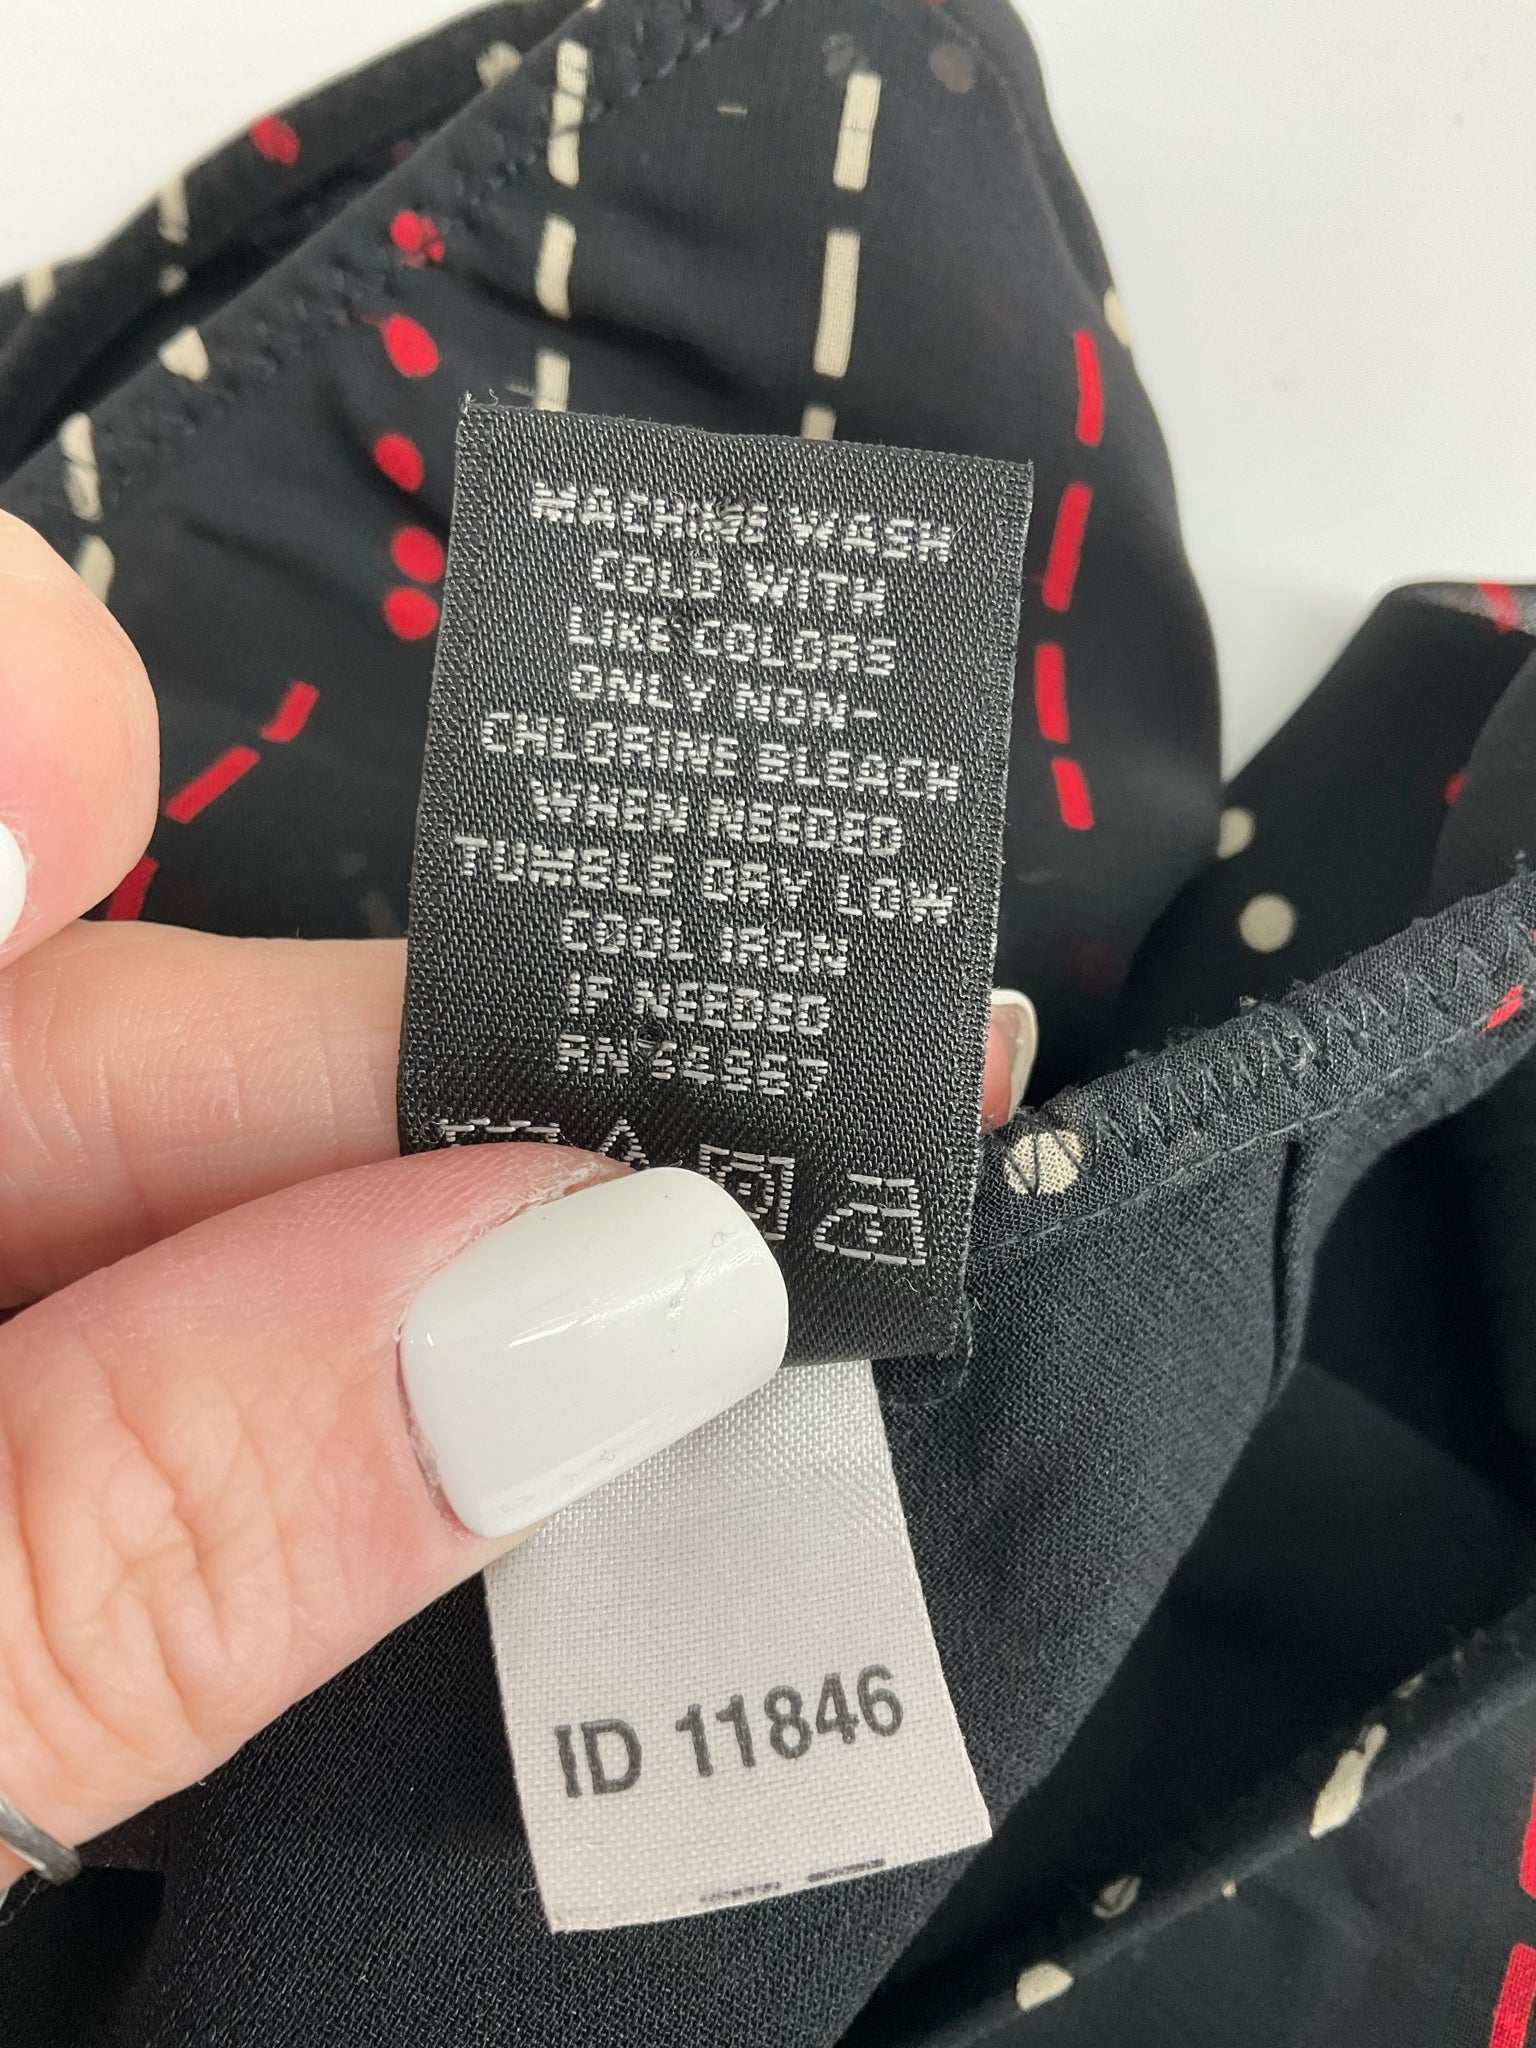 MACHINE WASH
COLD WITH
LIKE COLORS
ONLY NON-
CHLORINE BLEACH
WHEN NEEDED
TUMBLE DRY LOW
COOL IRON
IF NEEDED
RN
ID 11846